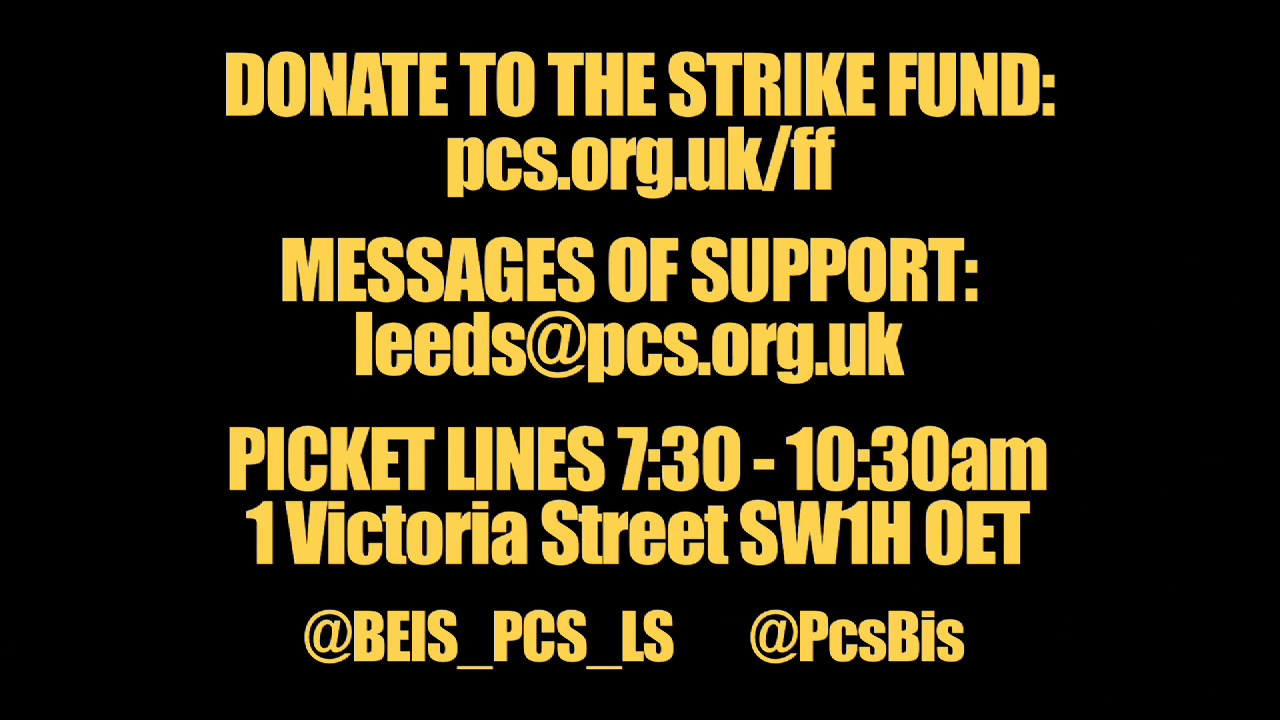 DONATE TO THE STRIKE FUND:
pcs.org.uk/ff
MESSAGES OF SUPPORT:
leeds@pcs.org.uk
PICKET LINES 7:30 - 10:30am
1 Victoria Street SW1H 0ET
@BEIS_PCS_LS @PcsBis